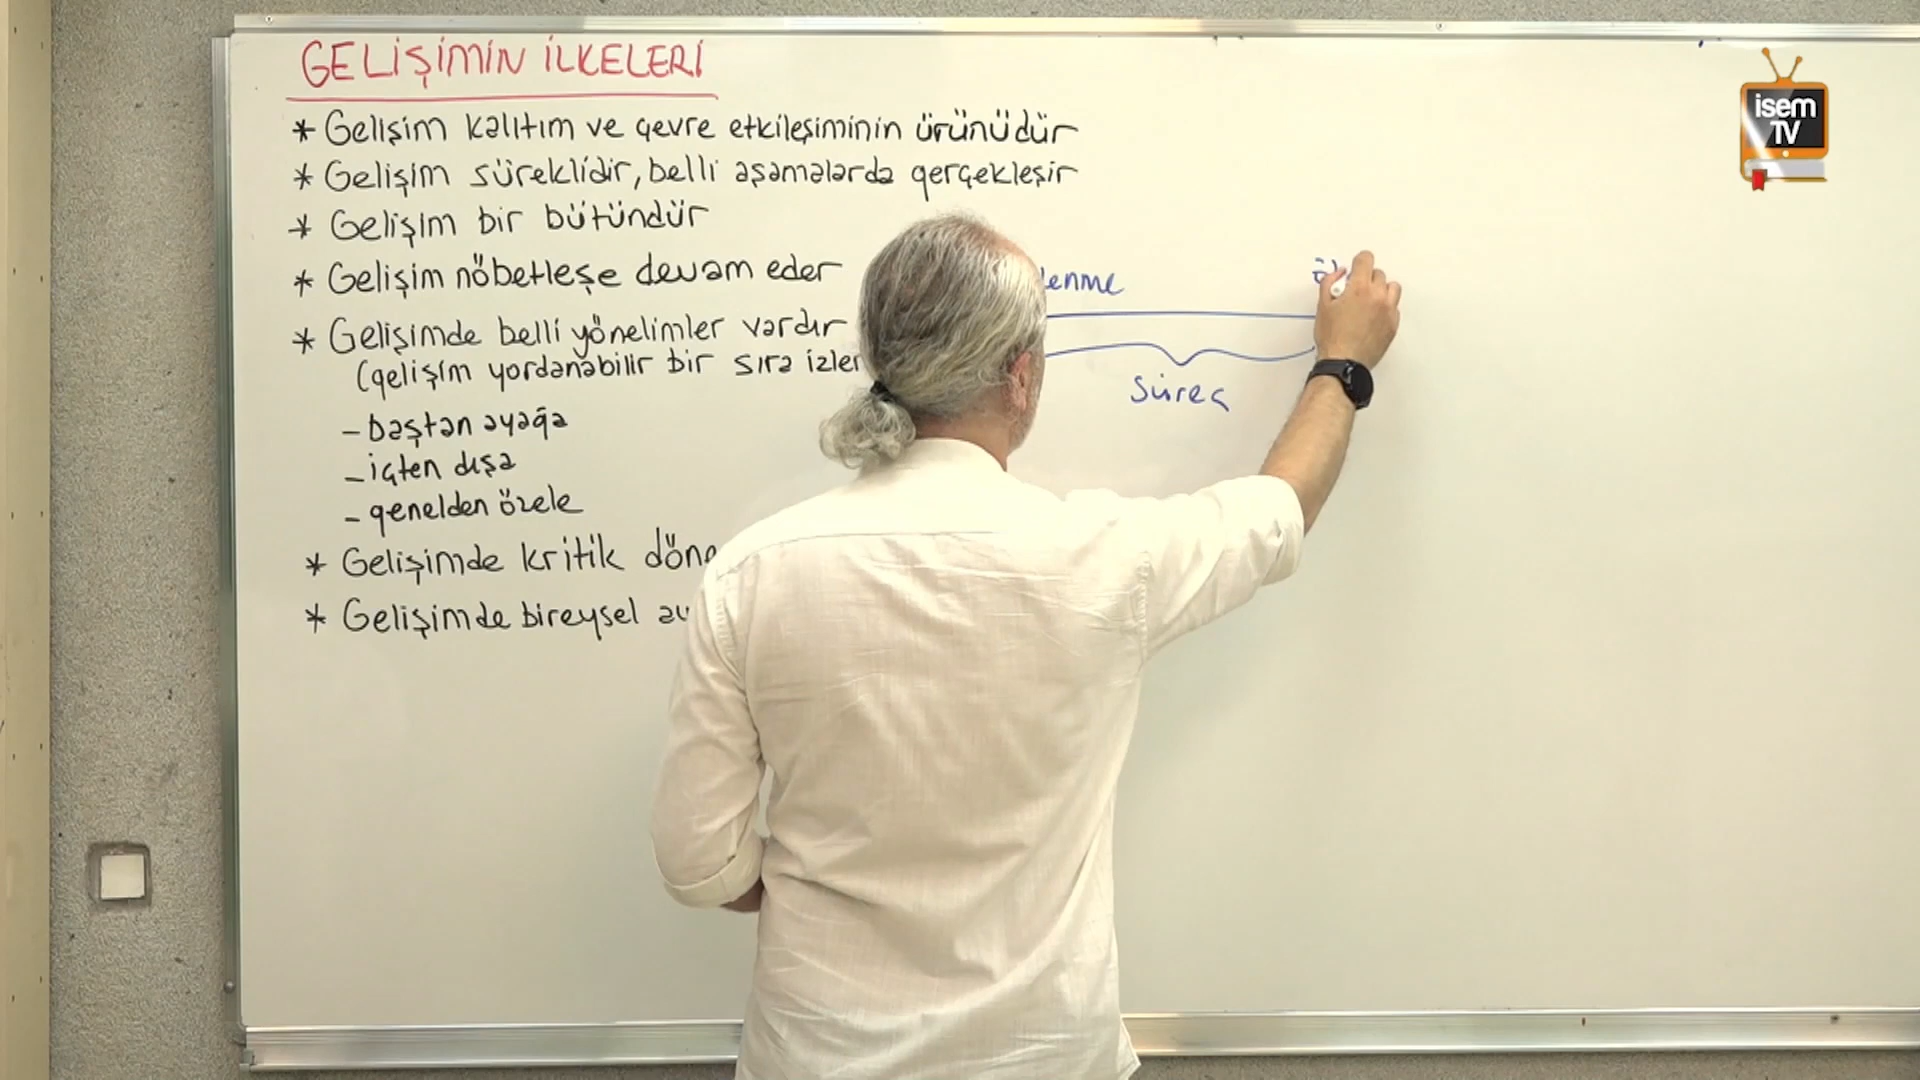 GELİŞİMİN İLKELERİ
* Gelişim kalıtım ve çevre etkileşiminin ürünüdür
* Gelişim süreklidir, belli aşamalarda gerçekleşir
* Gelişim bir bütündür
* Gelişim nöbetleşe devam eder
* Gelişimde belli yönelimler vardır
(gelişim yordanabilir bir sıra izler
- baştan ayağa
- içten dışa
- genelden özele
* Gelişimde kritik
* Gelişimde bireysel
Süreç
isem
TV